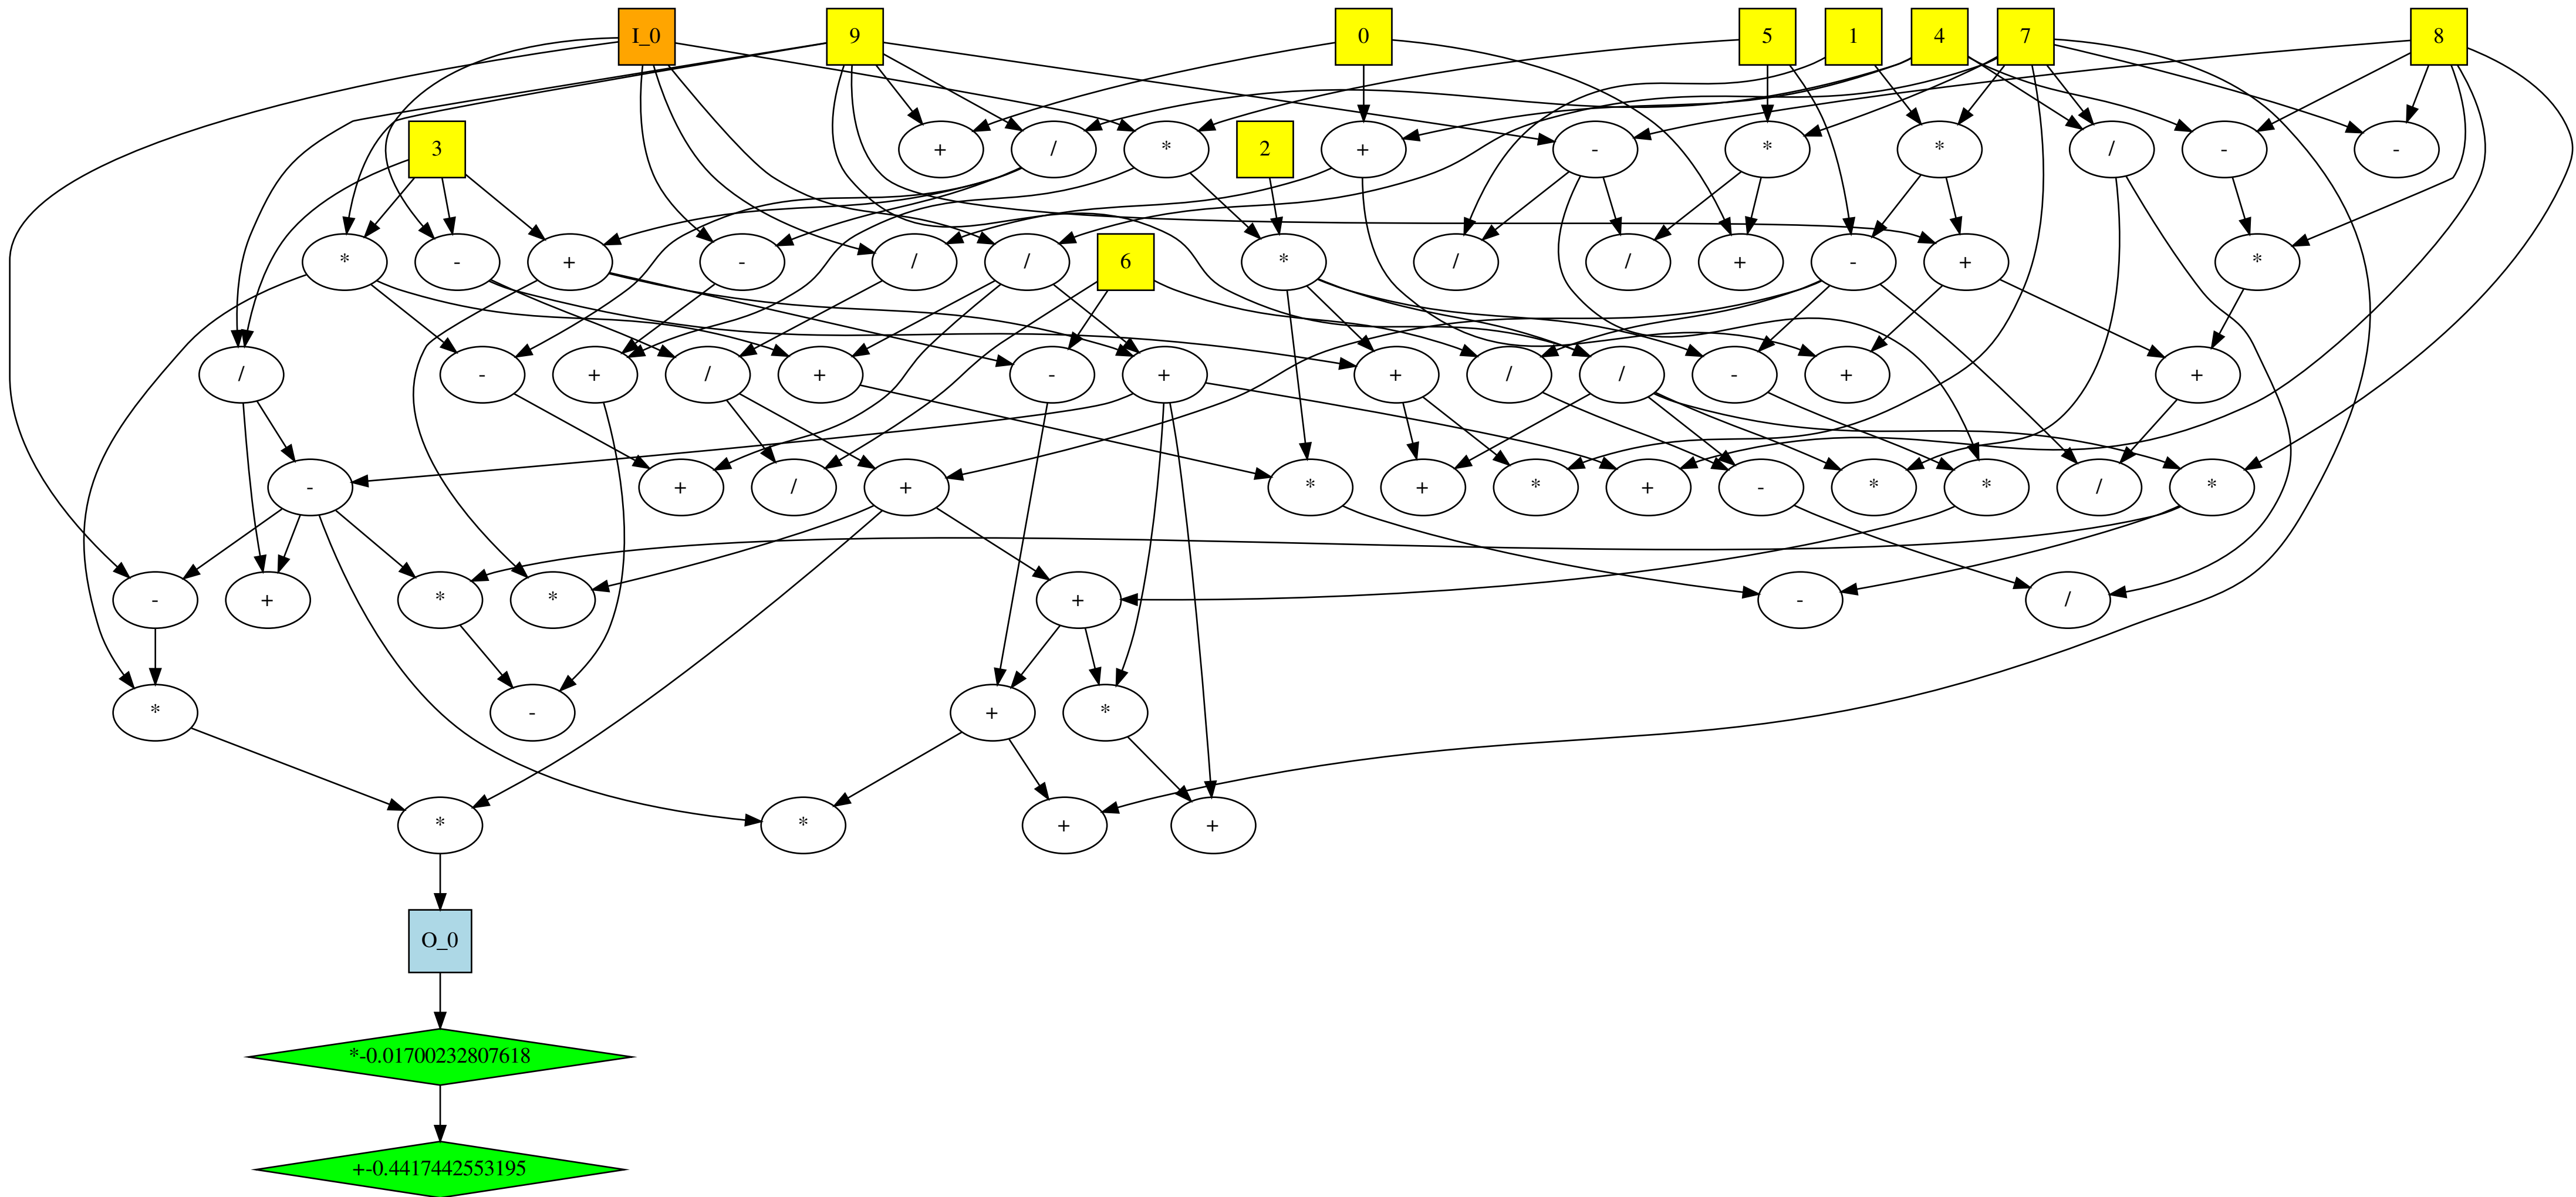 I_0 9 0 5 1 4 7 8
3 + / * 2 + - * * / - -
* - + - / / 6 * / / + - + *
/ - + / + - + + / / - + +
- + / + * + * + - * * / *
- + * * + - /
* - + *
* * + +
O_0
*-0.01700232807618
+-0.4417442553195